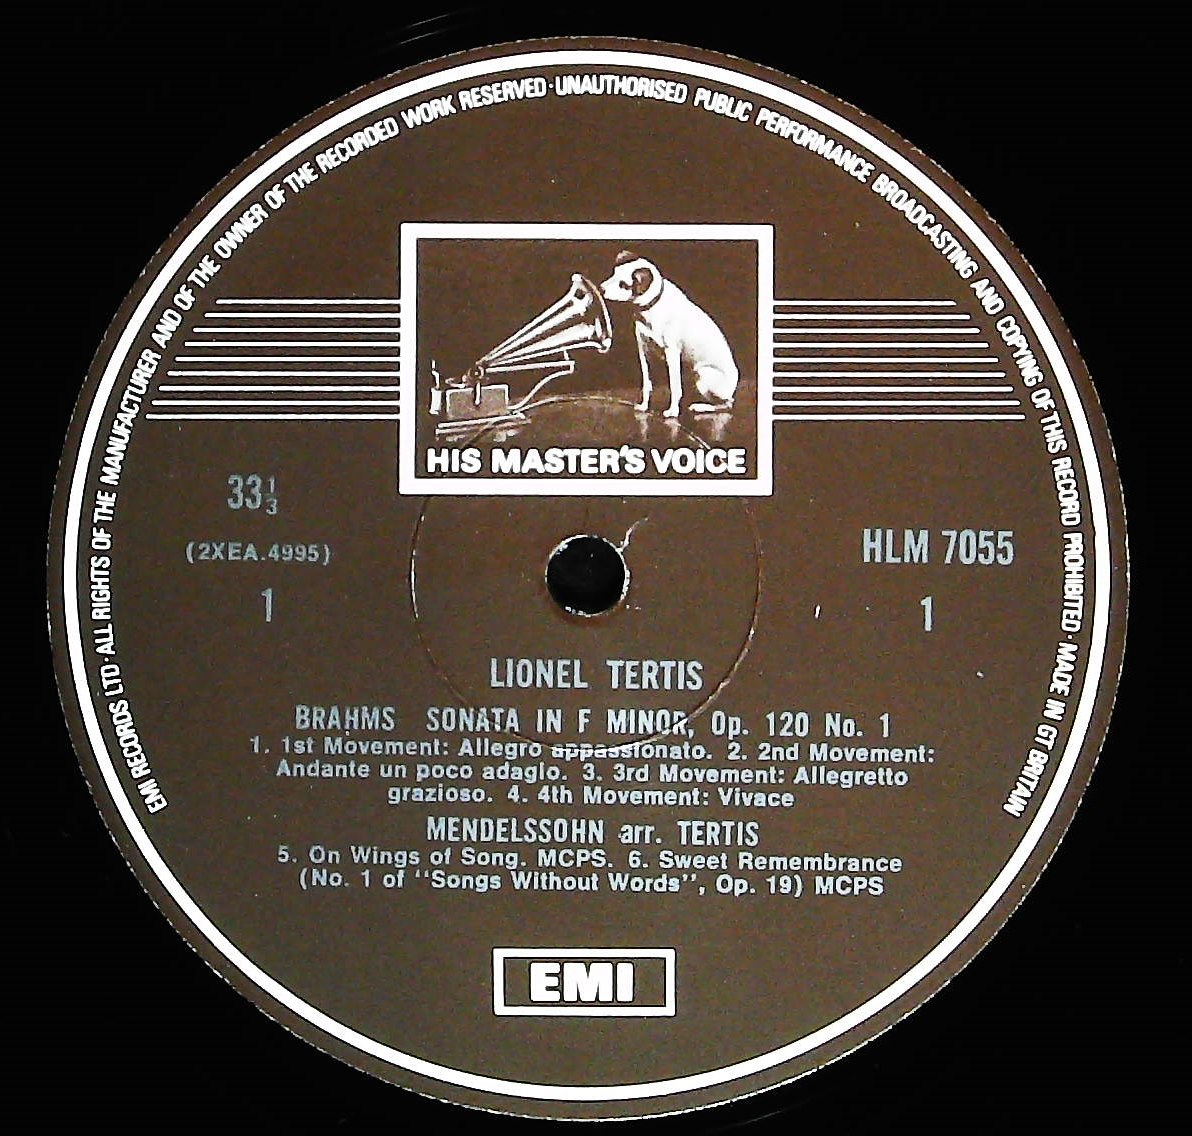 EMI RECORDS LTD·ALL RIGHTS OF THE MANUFACTURER AND OF THE OWNER OF THE RECORDED WORK RESERVED·UNAUTHORISED PUBLIC PERFORMANCE BROADCASTING AND COPYING OF THIS RECORD PROHIBITED·MADE IN GT BRITAIN
HIS MASTER'S VOICE
33⅓
(2XEA.4995)
1
HLM 7055
1
LIONEL TERTIS
BRAHMS SONATA IN F MINOR, Op. 120 No. 1
1. 1st Movement: Allegro appassionato. 2. 2nd Movement:
Andante un poco adagio. 3. 3rd Movement: Allegretto
grazioso. 4. 4th Movement: Vivace
MENDELSSOHN arr. TERTIS
5. On Wings of Song. MCPS. 6. Sweet Remembrance
(No. 1 of "Songs Without Words", Op. 19) MCPS
EMI